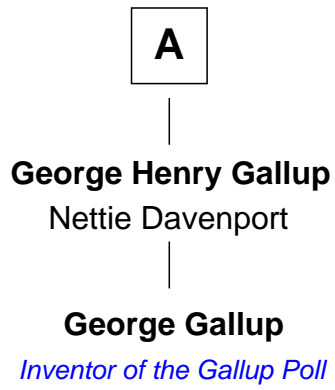 A
George Henry Gallup
Nettie Davenport
George Gallup
Inventor of the Gallup Poll